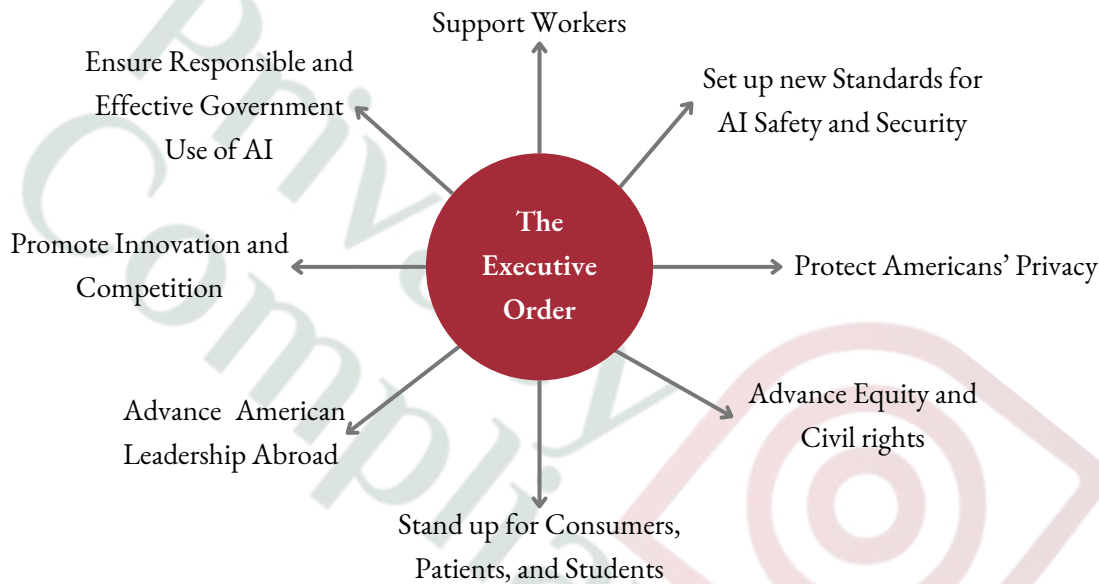 Support Workers
Set up new Standards for
AI Safety and Security
Protect Americans’ Privacy
Advance Equity and
Civil rights
Stand up for Consumers,
Patients, and Students
Advance American
Leadership Abroad
Promote Innovation and
Competition
Ensure Responsible and
Effective Government
Use of AI
The
Executive
Order
Privacy